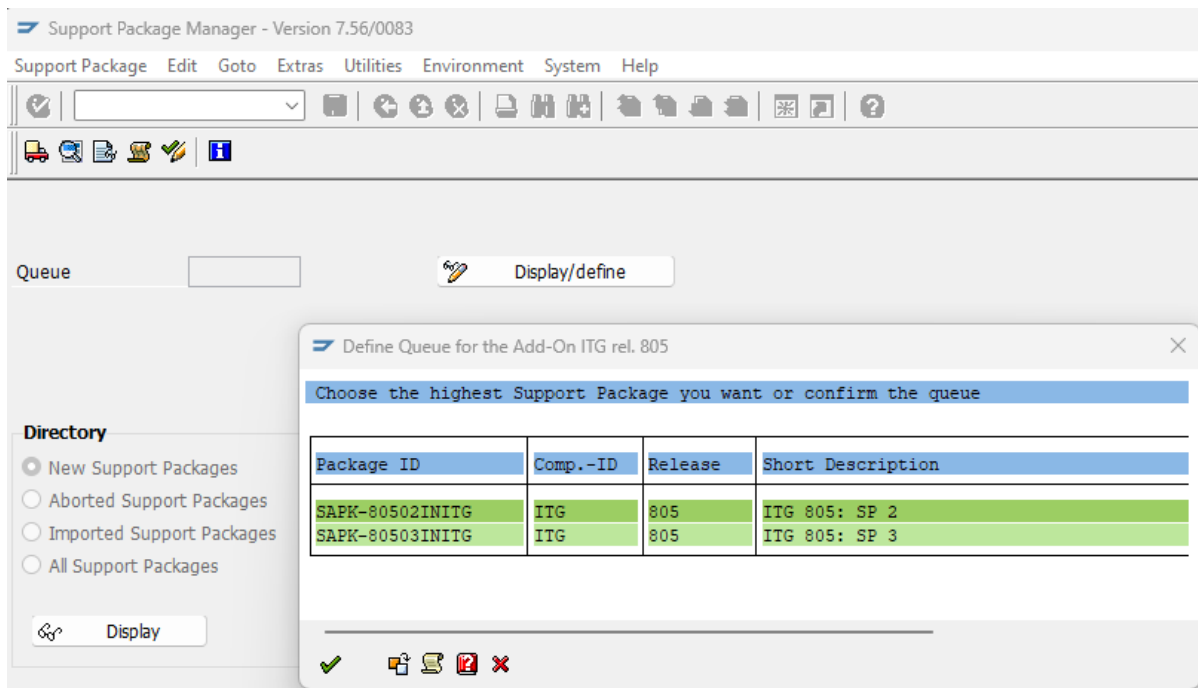 Support Package Manager - Version 7.56/0083
Support Package Edit Goto Extras Utilities Environment System Help
Queue
Display/define
Define Queue for the Add-On ITG rel. 805
Choose the highest Support Package you want or confirm the queue
Directory
New Support Packages
Aborted Support Packages
Imported Support Packages
All Support Packages
Display
Package ID Comp.-ID Release Short Description
SAPK-80502INITG ITG 805 ITG 805: SP 2
SAPK-80503INITG ITG 805 ITG 805: SP 3